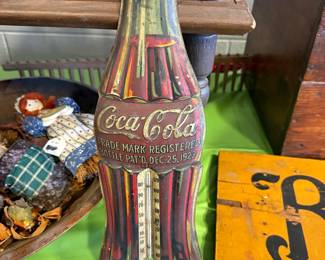 Coca-Cola
TRADE MARK REGISTERED
BOTTLE PAT'D. DEC. 25, 1923
R